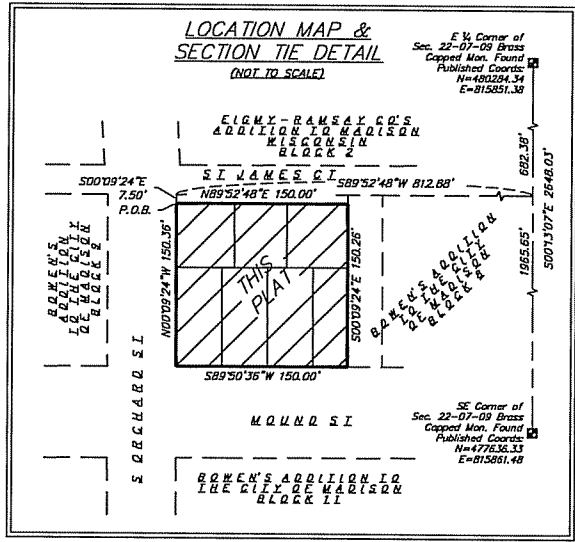 LOCATION MAP &
SECTION TIE DETAIL
(NOT TO SCALE)
E ¼ Corner of
Sec. 22-07-09 Brass
Capped Mon. Found
Published Coords:
N=480284.34
E=815851.38
EIGMY-RAMSAY CO'S
ADDITION TO MADISON
WISCONSIN
BLOCK 2
ST JAMES CT
S00°09'24"E
7.50'
P.O.B.
N89°52'48"E 150.00'
S89°52'48"W 812.88'
682.38'
S00°13'07"E 2648.03'
1965.65'
BOWEN'S
ADDITION
TO THE CITY
OF MADISON
BLOCK 9
N00°09'24"W 150.36'
THIS
PLAT
S00°09'24"E 150.26'
BOWEN'S ADDITION
TO THE CITY
OF MADISON
BLOCK 8
S89°50'36"W 150.00'
S ORCHARD ST
MOUND ST
SE Corner of
Sec. 22-07-09 Brass
Capped Mon. Found
Published Coords:
N=477636.33
E=815861.48
BOWEN'S ADDITION TO
THE CITY OF MADISON
BLOCK 11